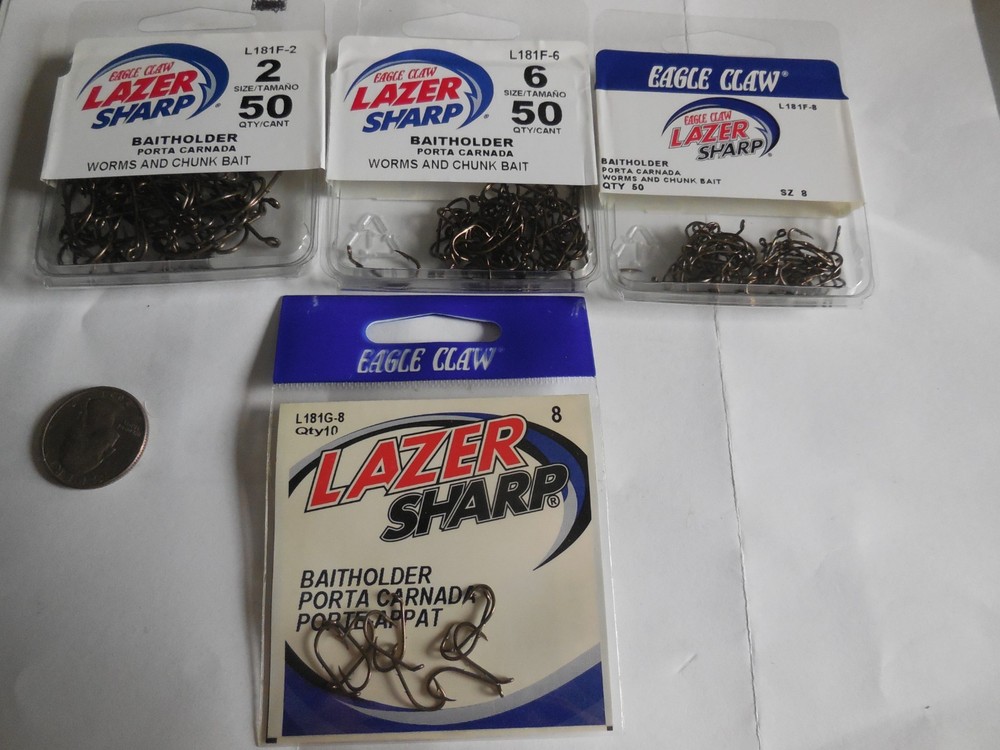 L181F-2
EAGLE CLAW
LAZER
SHARP®
2
SIZE/TAMAÑO
50
QTY/CANT
BAITHOLDER
PORTA CARNADA
WORMS AND CHUNK BAIT
L181F-6
EAGLE CLAW
LAZER
SHARP®
6
SIZE/TAMAÑO
50
QTY/CANT
BAITHOLDER
PORTA CARNADA
WORMS AND CHUNK BAIT
EAGLE CLAW®
L181F-8
EAGLE CLAW
LAZER
SHARP®
BAITHOLDER
PORTA CARNADA
WORMS AND CHUNK BAIT
QTY 50
SZ 8
EAGLE CLAW®
L181G-8
Qty10
8
LAZER
SHARP®
BAITHOLDER
PORTA CARNADA
PORTE-APPAT